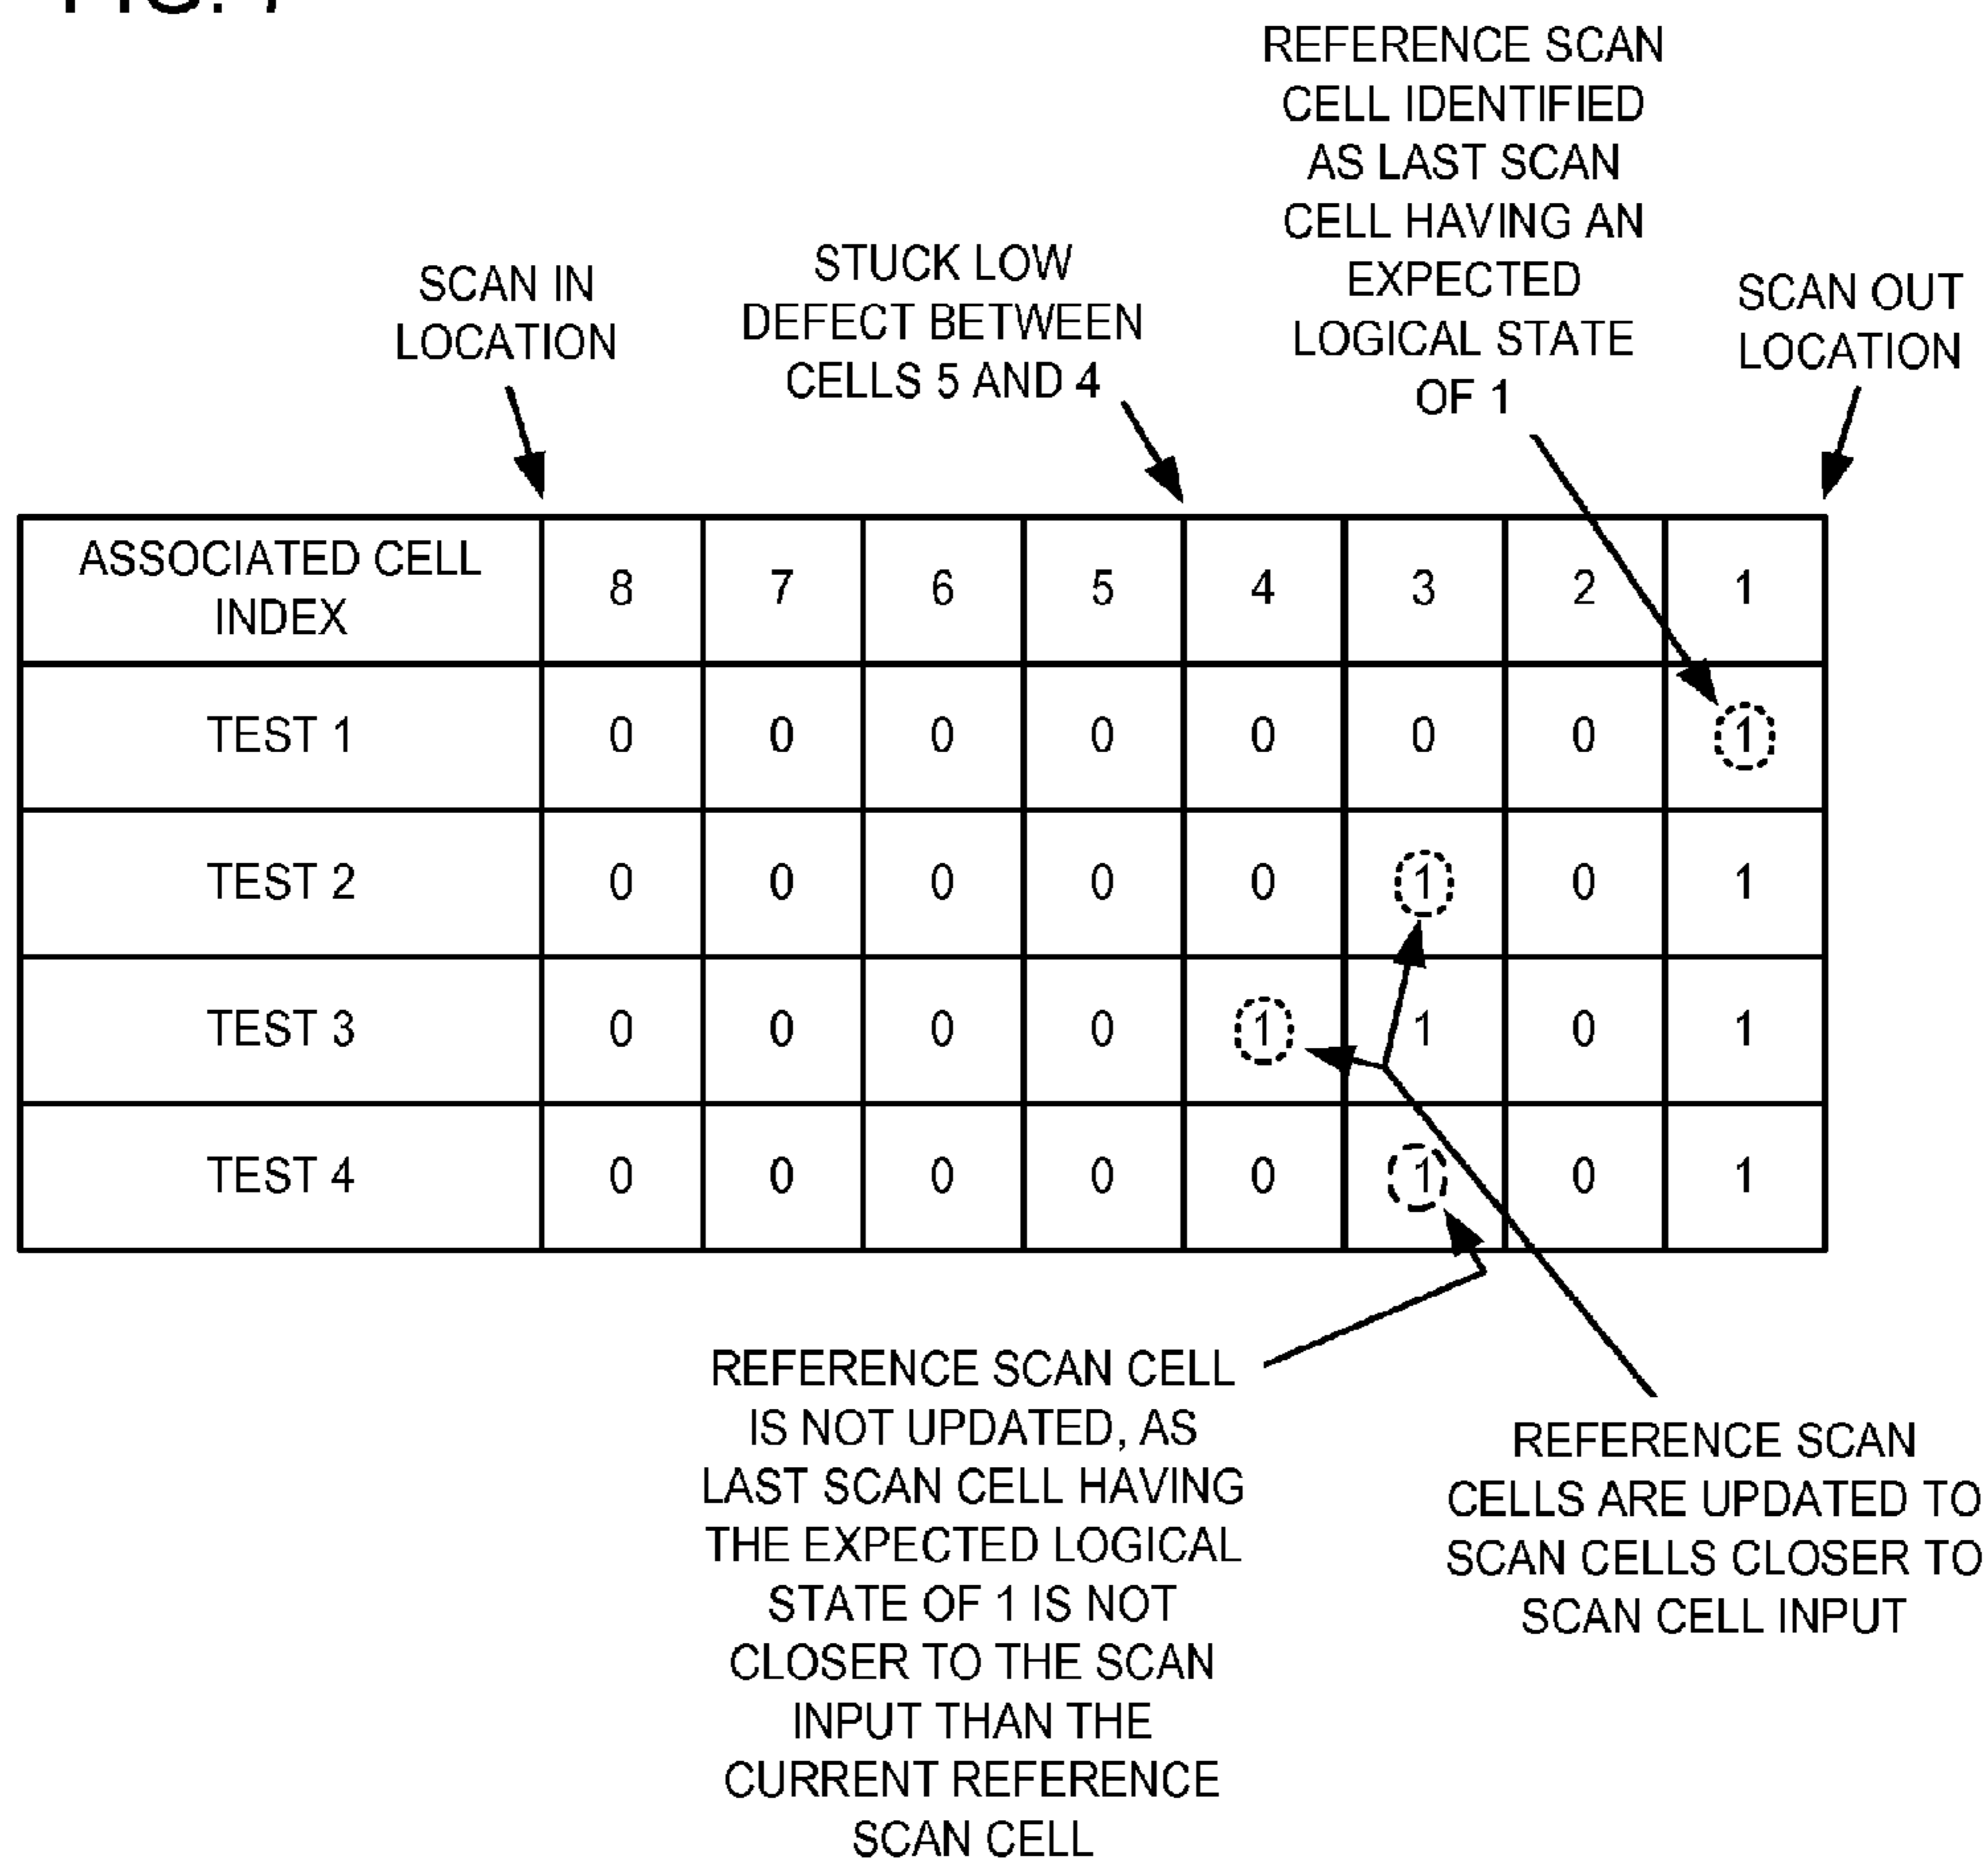 FIG.
REFERENCE SCAN
CELL IDENTIFIED
AS LAST SCAN
CELL HAVING AN
EXPECTED
LOGICAL STATE
OF 1
SCAN IN
LOCATION
STUCK LOW
DEFECT BETWEEN
CELLS 5 AND 4
SCAN OUT
LOCATION
ASSOCIATED CELL
INDEX
8 7 6 5 4 3 2 1
TEST 1 0 0 0 0 0 0 0 1
TEST 2 0 0 0 0 0 1 0 1
TEST 3 0 0 0 0 1 1 0 1
TEST 4 0 0 0 0 0 1 0 1
REFERENCE SCAN CELL
IS NOT UPDATED, AS
LAST SCAN CELL HAVING
THE EXPECTED LOGICAL
STATE OF 1 IS NOT
CLOSER TO THE SCAN
INPUT THAN THE
CURRENT REFERENCE
SCAN CELL
REFERENCE SCAN
CELLS ARE UPDATED TO
SCAN CELLS CLOSER TO
SCAN CELL INPUT